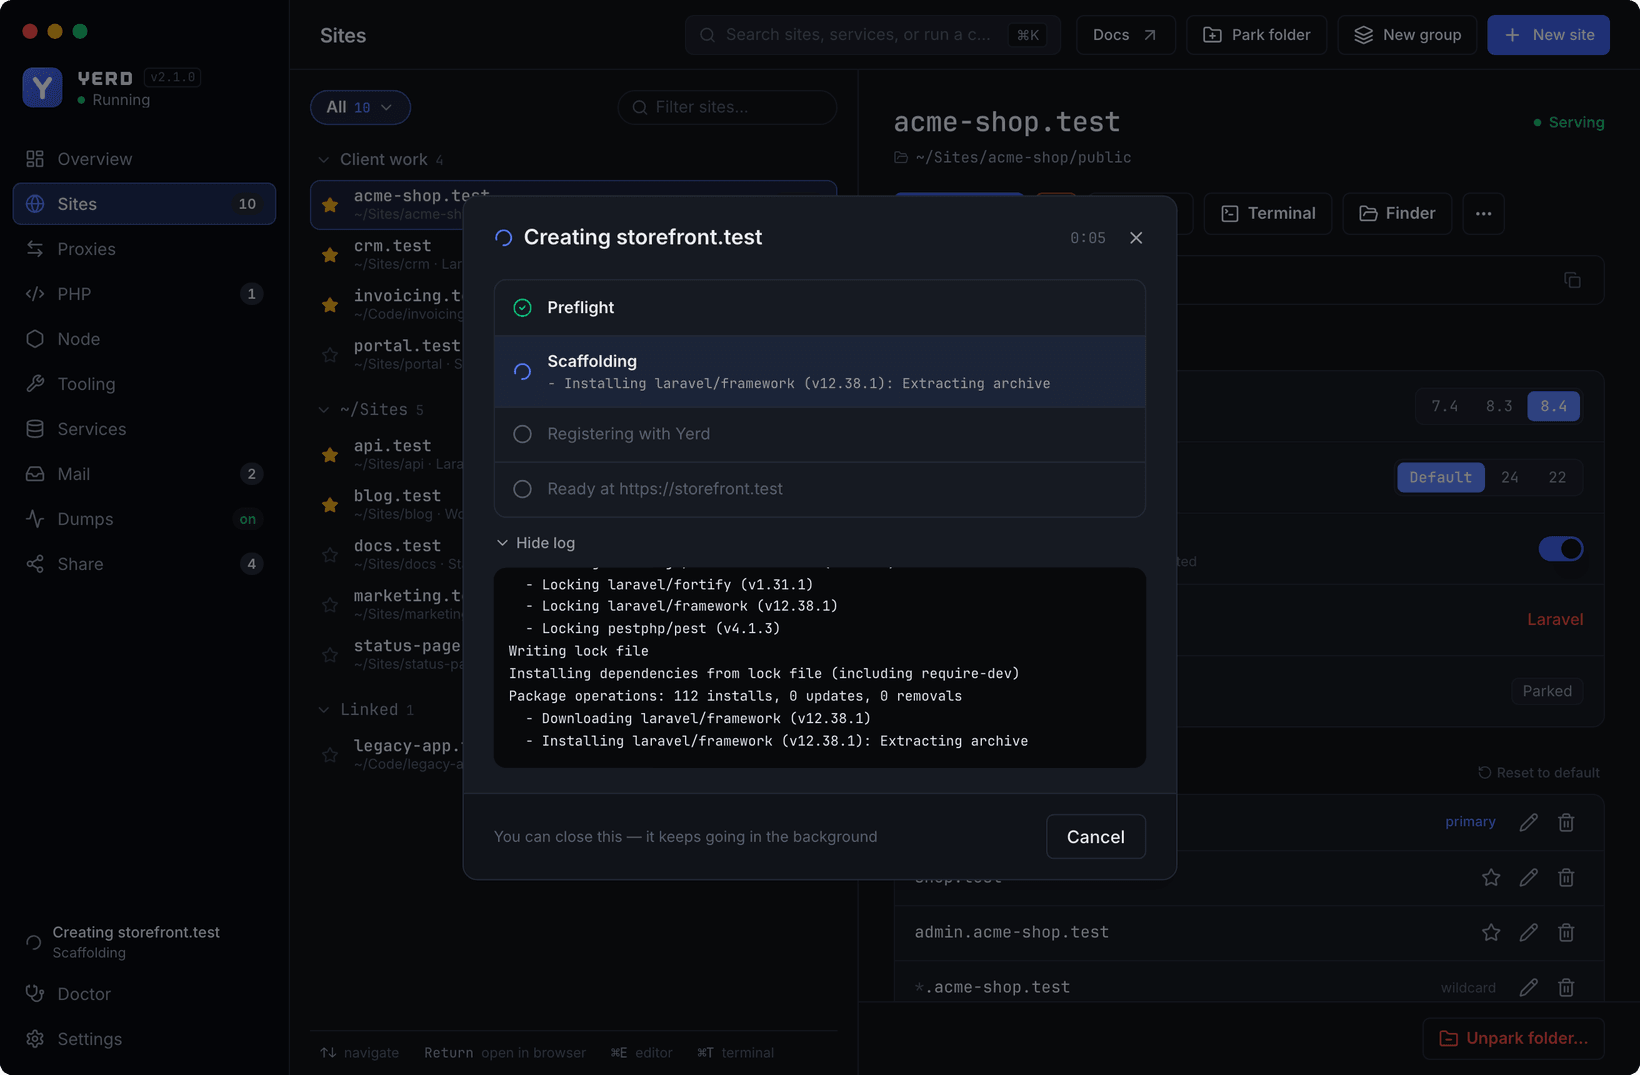 Sites
Search sites, services, or run a c...
⌘K
Docs
Park folder
New group
New site
Y
YERD
v2.1.0
Running
Overview
Sites
10
Proxies
PHP
1
Node
Tooling
Services
Mail
2
Dumps
on
Share
4
Creating storefront.test
Scaffolding
Doctor
Settings
All 10
Filter sites...
Client work 4
acme-shop.test
~/Sites/acme-sh
crm.test
~/Sites/crm · Lar
invoicing.t
~/Code/invoicing
portal.test
~/Sites/portal · S
~/Sites 5
api.test
~/Sites/api · Lara
blog.test
~/Sites/blog · Wo
docs.test
~/Sites/docs · St
marketing.t
~/Sites/marketin
status-page
~/Sites/status-pa
Linked 1
legacy-app.
~/Code/legacy-a
navigate
Return open in browser
⌘E editor
⌘T terminal
Creating storefront.test
0:05
Preflight
Scaffolding
- Installing laravel/framework (v12.38.1): Extracting archive
Registering with Yerd
Ready at https://storefront.test
Hide log
- Locking laravel/fortify (v1.31.1)
- Locking laravel/framework (v12.38.1)
- Locking pestphp/pest (v4.1.3)
Writing lock file
Installing dependencies from lock file (including require-dev)
Package operations: 112 installs, 0 updates, 0 removals
- Downloading laravel/framework (v12.38.1)
- Installing laravel/framework (v12.38.1): Extracting archive
You can close this — it keeps going in the background
Cancel
acme-shop.test
Serving
~/Sites/acme-shop/public
Terminal
Finder
7.4
8.3
8.4
Default
24
22
ted
Laravel
Parked
Reset to default
primary
admin.acme-shop.test
*.acme-shop.test
wildcard
Unpark folder...